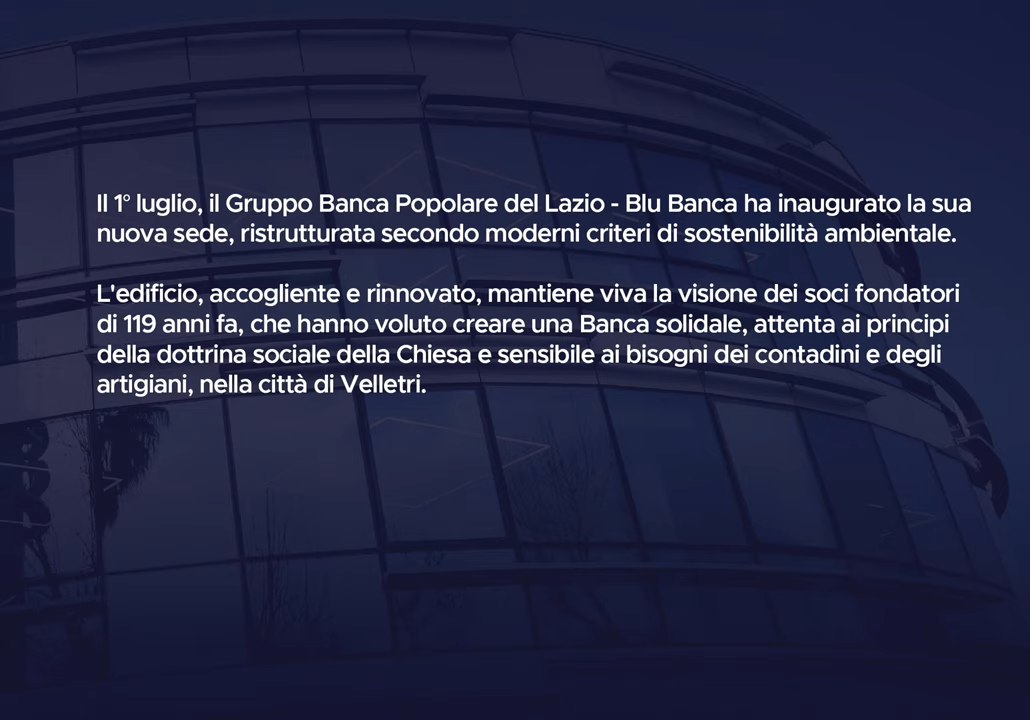 Il 1° luglio, il Gruppo Banca Popolare del Lazio - Blu Banca ha inaugurato la sua
nuova sede, ristrutturata secondo moderni criteri di sostenibilità ambientale.
L'edificio, accogliente e rinnovato, mantiene viva la visione dei soci fondatori
di 119 anni fa, che hanno voluto creare una Banca solidale, attenta ai principi
della dottrina sociale della Chiesa e sensibile ai bisogni dei contadini e degli
artigiani, nella città di Velletri.